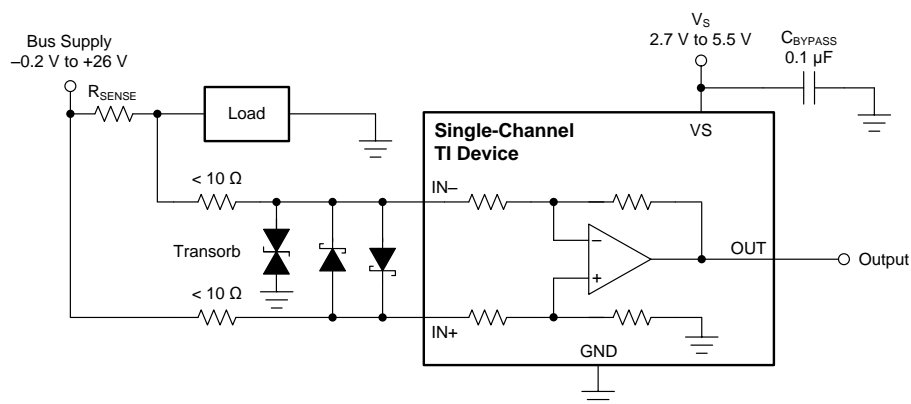 Bus Supply
–0.2 V to +26 V
RSENSE
Load
VS
2.7 V to 5.5 V
CBYPASS
0.1 µF
Single-Channel
TI Device
VS
< 10 Ω
IN–
Transorb
–
+
OUT
Output
< 10 Ω
IN+
GND